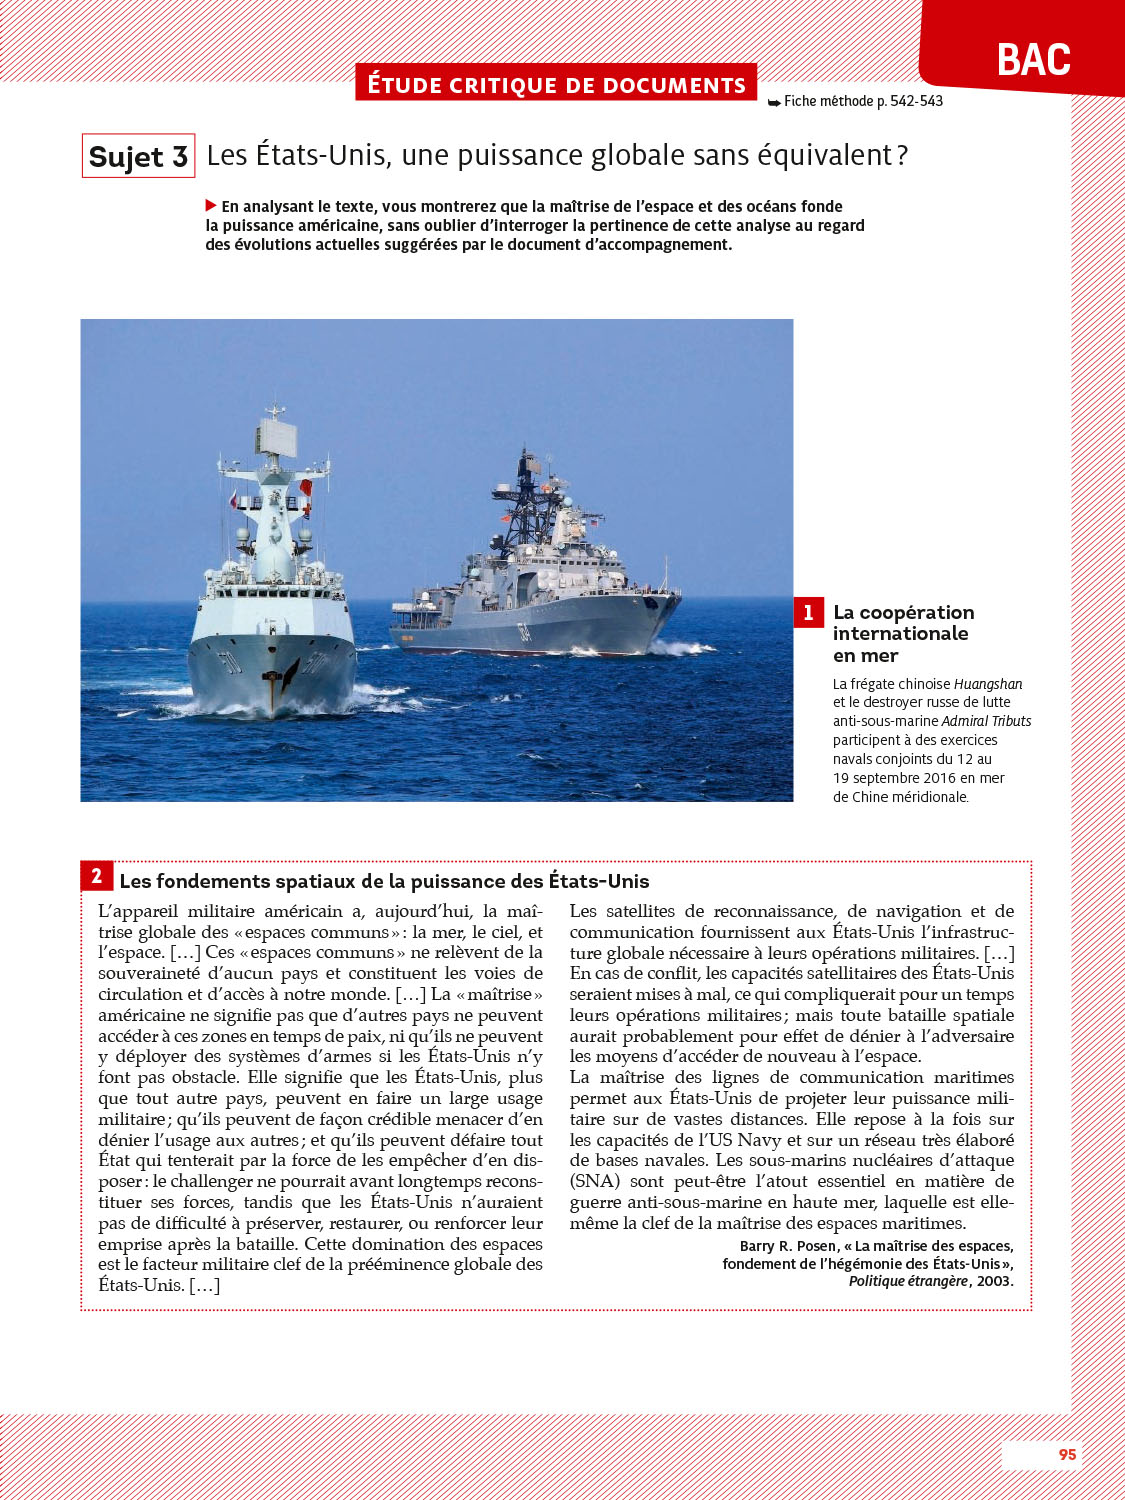 BAC
ÉTUDE CRITIQUE DE DOCUMENTS
➥ Fiche méthode p. 542-543
Sujet 3 Les États-Unis, une puissance globale sans équivalent ?
▶ En analysant le texte, vous montrerez que la maîtrise de l'espace et des océans fonde
la puissance américaine, sans oublier d'interroger la pertinence de cette analyse au regard
des évolutions actuelles suggérées par le document d'accompagnement.
570
570
564
1 La coopération
internationale
en mer
La frégate chinoise Huangshan
et le destroyer russe de lutte
anti-sous-marine Admiral Tributs
participent à des exercices
navals conjoints du 12 au
19 septembre 2016 en mer
de Chine méridionale.
2 Les fondements spatiaux de la puissance des États-Unis
L'appareil militaire américain a, aujourd'hui, la maî-
trise globale des « espaces communs » : la mer, le ciel, et
l'espace. […] Ces « espaces communs » ne relèvent de la
souveraineté d'aucun pays et constituent les voies de
circulation et d'accès à notre monde. […] La « maîtrise »
américaine ne signifie pas que d'autres pays ne peuvent
accéder à ces zones en temps de paix, ni qu'ils ne peuvent
y déployer des systèmes d'armes si les États-Unis n'y
font pas obstacle. Elle signifie que les États-Unis, plus
que tout autre pays, peuvent en faire un large usage
militaire ; qu'ils peuvent de façon crédible menacer d'en
dénier l'usage aux autres ; et qu'ils peuvent défaire tout
État qui tenterait par la force de les empêcher d'en dis-
poser : le challenger ne pourrait avant longtemps recons-
tituer ses forces, tandis que les États-Unis n'auraient
pas de difficulté à préserver, restaurer, ou renforcer leur
emprise après la bataille. Cette domination des espaces
est le facteur militaire clef de la prééminence globale des
États-Unis. […]
Les satellites de reconnaissance, de navigation et de
communication fournissent aux États-Unis l'infrastruc-
ture globale nécessaire à leurs opérations militaires. […]
En cas de conflit, les capacités satellitaires des États-Unis
seraient mises à mal, ce qui compliquerait pour un temps
leurs opérations militaires ; mais toute bataille spatiale
aurait probablement pour effet de dénier à l'adversaire
les moyens d'accéder de nouveau à l'espace.
La maîtrise des lignes de communication maritimes
permet aux États-Unis de projeter leur puissance mili-
taire sur de vastes distances. Elle repose à la fois sur
les capacités de l'US Navy et sur un réseau très élaboré
de bases navales. Les sous-marins nucléaires d'attaque
(SNA) sont peut-être l'atout essentiel en matière de
guerre anti-sous-marine en haute mer, laquelle est elle-
même la clef de la maîtrise des espaces maritimes.
Barry R. Posen, « La maîtrise des espaces,
fondement de l'hégémonie des États-Unis »,
Politique étrangère, 2003.
95